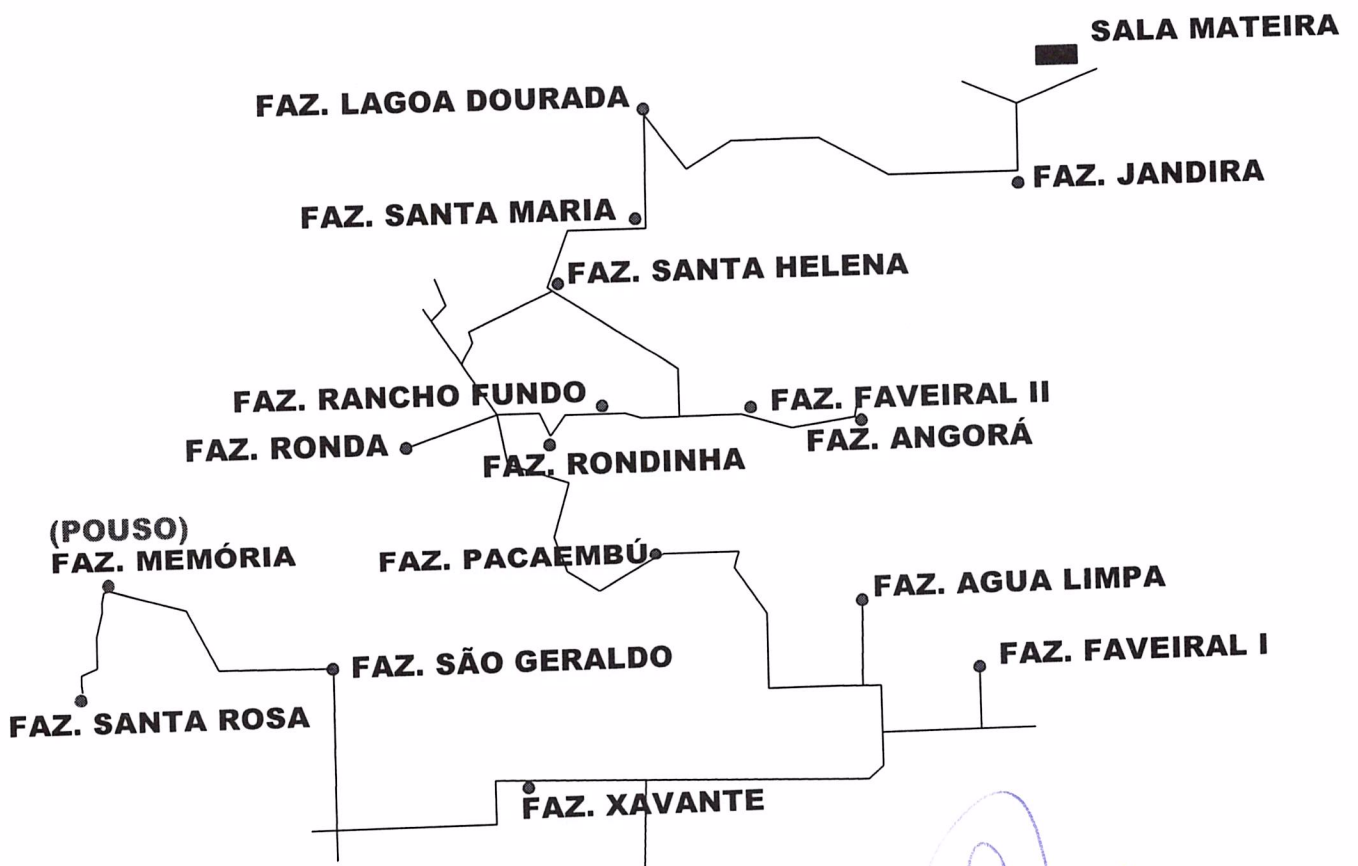 SALA MATEIRA
FAZ. LAGOA DOURADA
FAZ. JANDIRA
FAZ. SANTA MARIA
FAZ. SANTA HELENA
FAZ. RANCHO FUNDO
FAZ. FAVEIRAL II
FAZ. RONDA
FAZ. RONDINHA
FAZ. ANGORÁ
(POUSO)
FAZ. MEMÓRIA
FAZ. PACAEMBÚ
FAZ. AGUA LIMPA
FAZ. SÃO GERALDO
FAZ. FAVEIRAL I
FAZ. SANTA ROSA
FAZ. XAVANTE